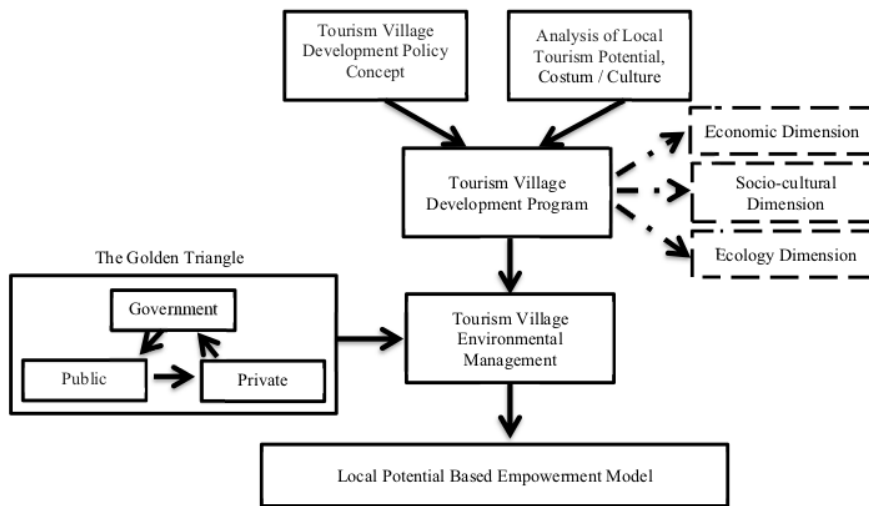 Tourism Village
Development Policy
Concept
Analysis of Local
Tourism Potential,
Costum / Culture
Economic Dimension
Tourism Village
Development Program
Socio-cultural
Dimension
Ecology Dimension
The Golden Triangle
Government
Public
Private
Tourism Village
Environmental
Management
Local Potential Based Empowerment Model